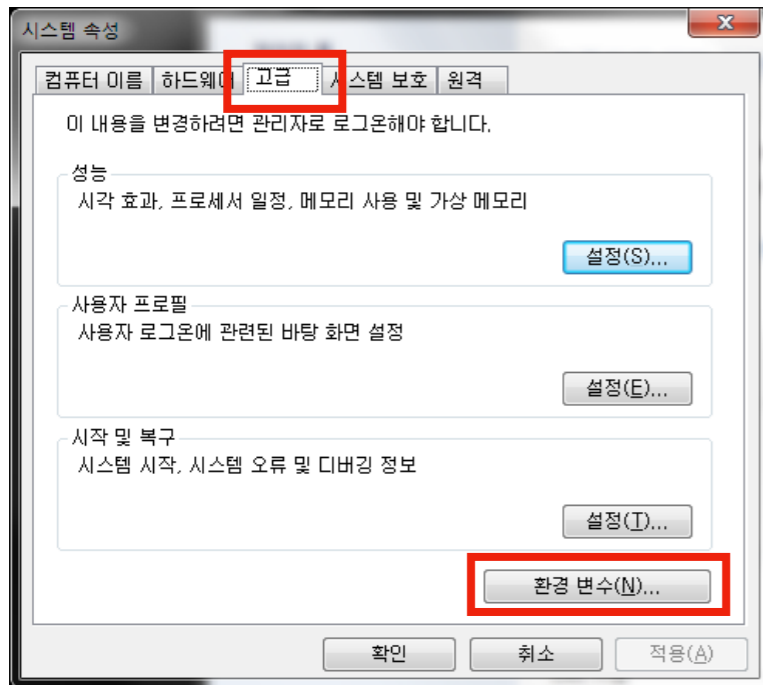 시스템 속성
컴퓨터 이름 하드웨어 고급 시스템 보호 원격
이 내용을 변경하려면 관리자로 로그온해야 합니다.
성능
시각 효과, 프로세서 일정, 메모리 사용 및 가상 메모리
설정(S)...
사용자 프로필
사용자 로그온에 관련된 바탕 화면 설정
설정(E)...
시작 및 복구
시스템 시작, 시스템 오류 및 디버깅 정보
설정(T)...
환경 변수(N)...
확인 취소 적용(A)